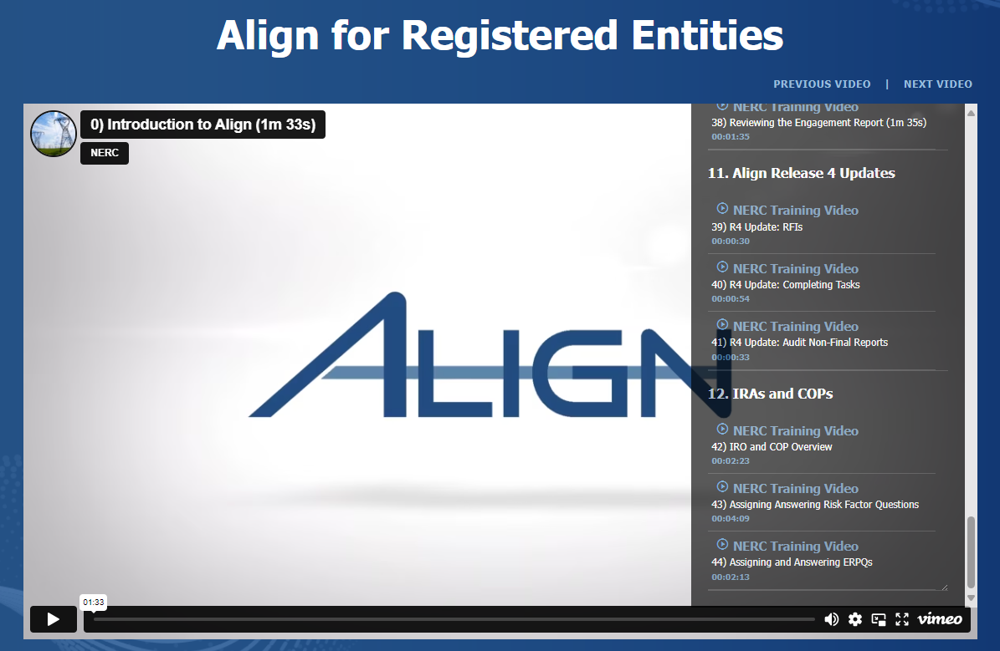 Align for Registered Entities
PREVIOUS VIDEO | NEXT VIDEO
0) Introduction to Align (1m 33s)
NERC
ALIGN
NERC Training Video
38) Reviewing the Engagement Report (1m 35s)
00:01:35
11. Align Release 4 Updates
NERC Training Video
39) R4 Update: RFIs
00:00:30
NERC Training Video
40) R4 Update: Completing Tasks
00:00:54
NERC Training Video
41) R4 Update: Audit Non-Final Reports
00:00:33
12. IRAs and COPs
NERC Training Video
42) IRO and COP Overview
00:02:23
NERC Training Video
43) Assigning Answering Risk Factor Questions
00:04:09
NERC Training Video
44) Assigning and Answering ERPQs
00:02:13
01:33
vimeo